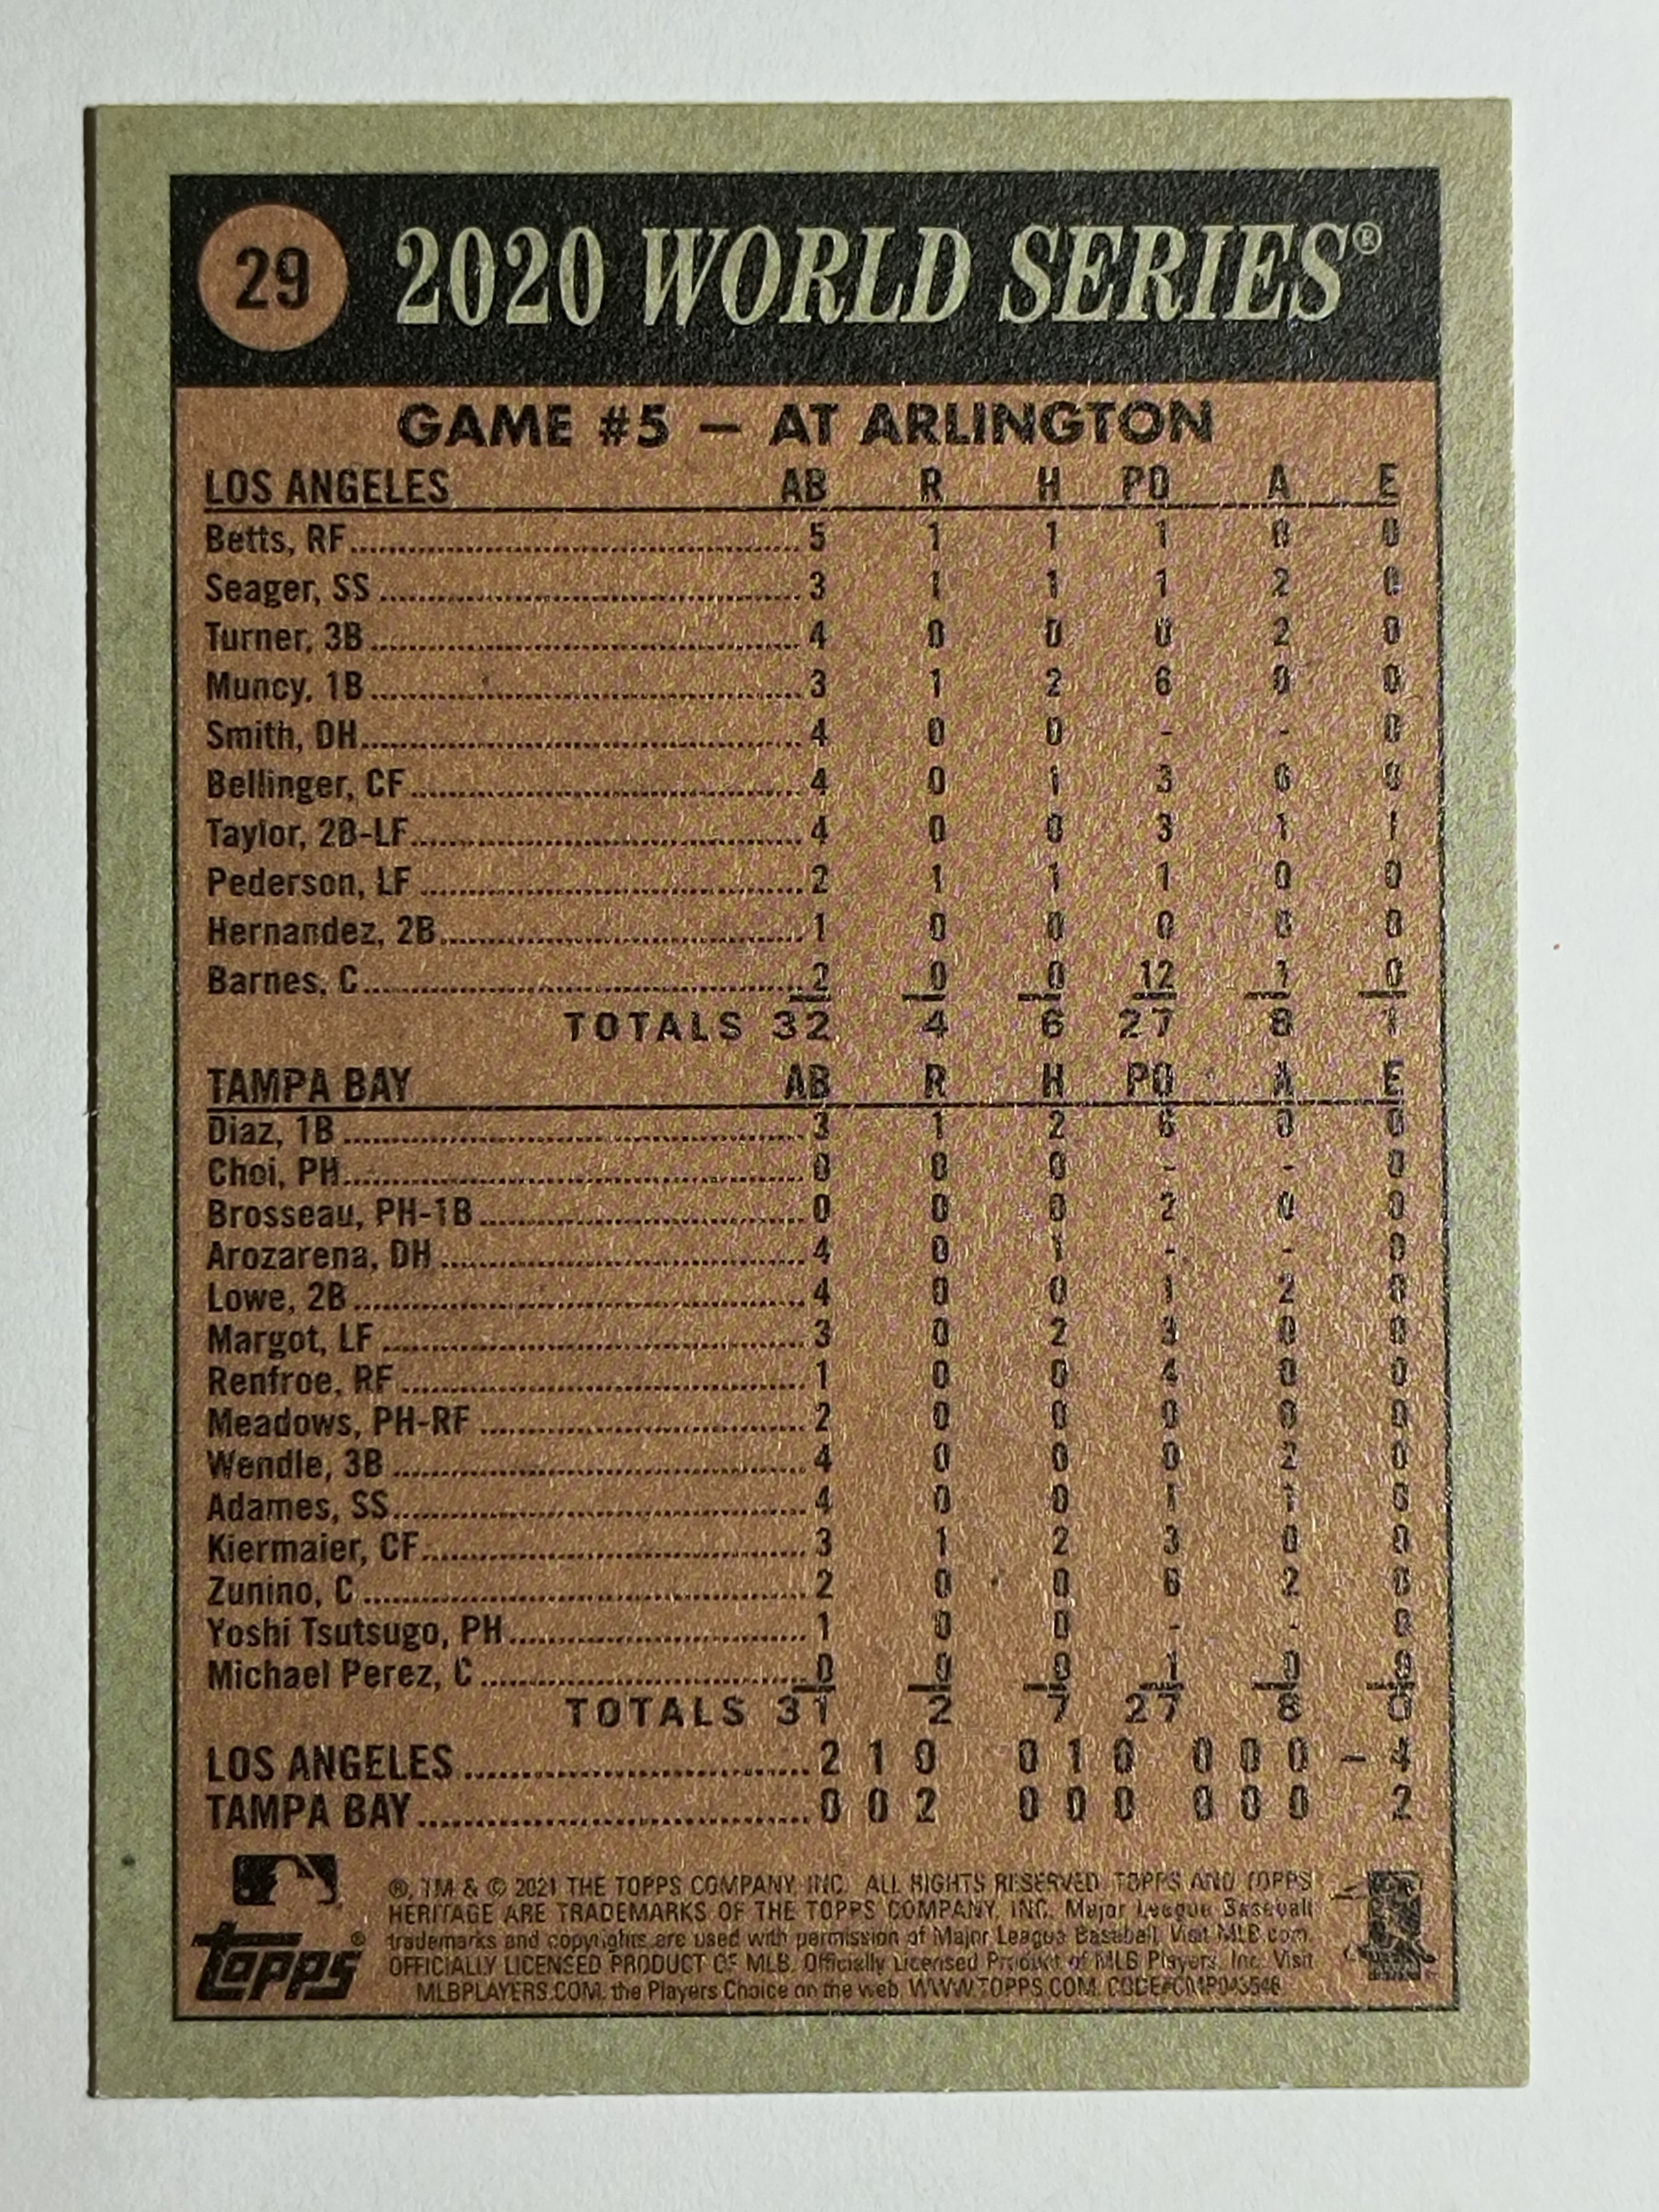 29 2020 WORLD SERIES®
GAME #5 – AT ARLINGTON
LOS ANGELES AB R H PO A E
Betts, RF 5 1 1 1 0 0
Seager, SS 3 1 1 1 2 0
Turner, 3B 4 0 0 0 2 0
Muncy, 1B 3 1 2 6 0 0
Smith, DH 4 0 0 - - 0
Bellinger, CF 4 0 1 3 0 0
Taylor, 2B-LF 4 0 0 3 1 1
Pederson, LF 2 1 1 1 0 0
Hernandez, 2B 1 0 0 0 0 0
Barnes, C 2 0 0 12 1 0
TOTALS 32 4 6 27 8 1
TAMPA BAY AB R H PO A E
Diaz, 1B 3 1 2 6 0 0
Choi, PH 0 0 0 - - 0
Brosseau, PH-1B 0 0 0 2 0 0
Arozarena, DH 4 0 1 - - 0
Lowe, 2B 4 0 0 1 2 0
Margot, LF 3 0 2 3 0 0
Renfroe, RF 1 0 0 4 0 0
Meadows, PH-RF 2 0 0 0 0 0
Wendle, 3B 4 0 0 0 2 0
Adames, SS 4 0 0 1 1 0
Kiermaier, CF 3 1 2 3 0 0
Zunino, C 2 0 0 6 2 0
Yoshi Tsutsugo, PH 1 0 0 - - 0
Michael Perez, C 0 0 0 1 0 0
TOTALS 31 2 7 27 8 0
LOS ANGELES 2 1 0 0 1 0 0 0 0 – 4
TAMPA BAY 0 0 2 0 0 0 0 0 0 2
®, TM & © 2021 THE TOPPS COMPANY, INC. ALL RIGHTS RESERVED. TOPPS AND TOPPS
HERITAGE ARE TRADEMARKS OF THE TOPPS COMPANY, INC. Major League Baseball
trademarks and copyrights are used with permission of Major League Baseball. Visit MLB.com.
OFFICIALLY LICENSED PRODUCT OF MLB. Officially Licensed Product of MLB Players, Inc. Visit
MLBPLAYERS.COM, the Players Choice on the web. WWW.TOPPS.COM.
topps®